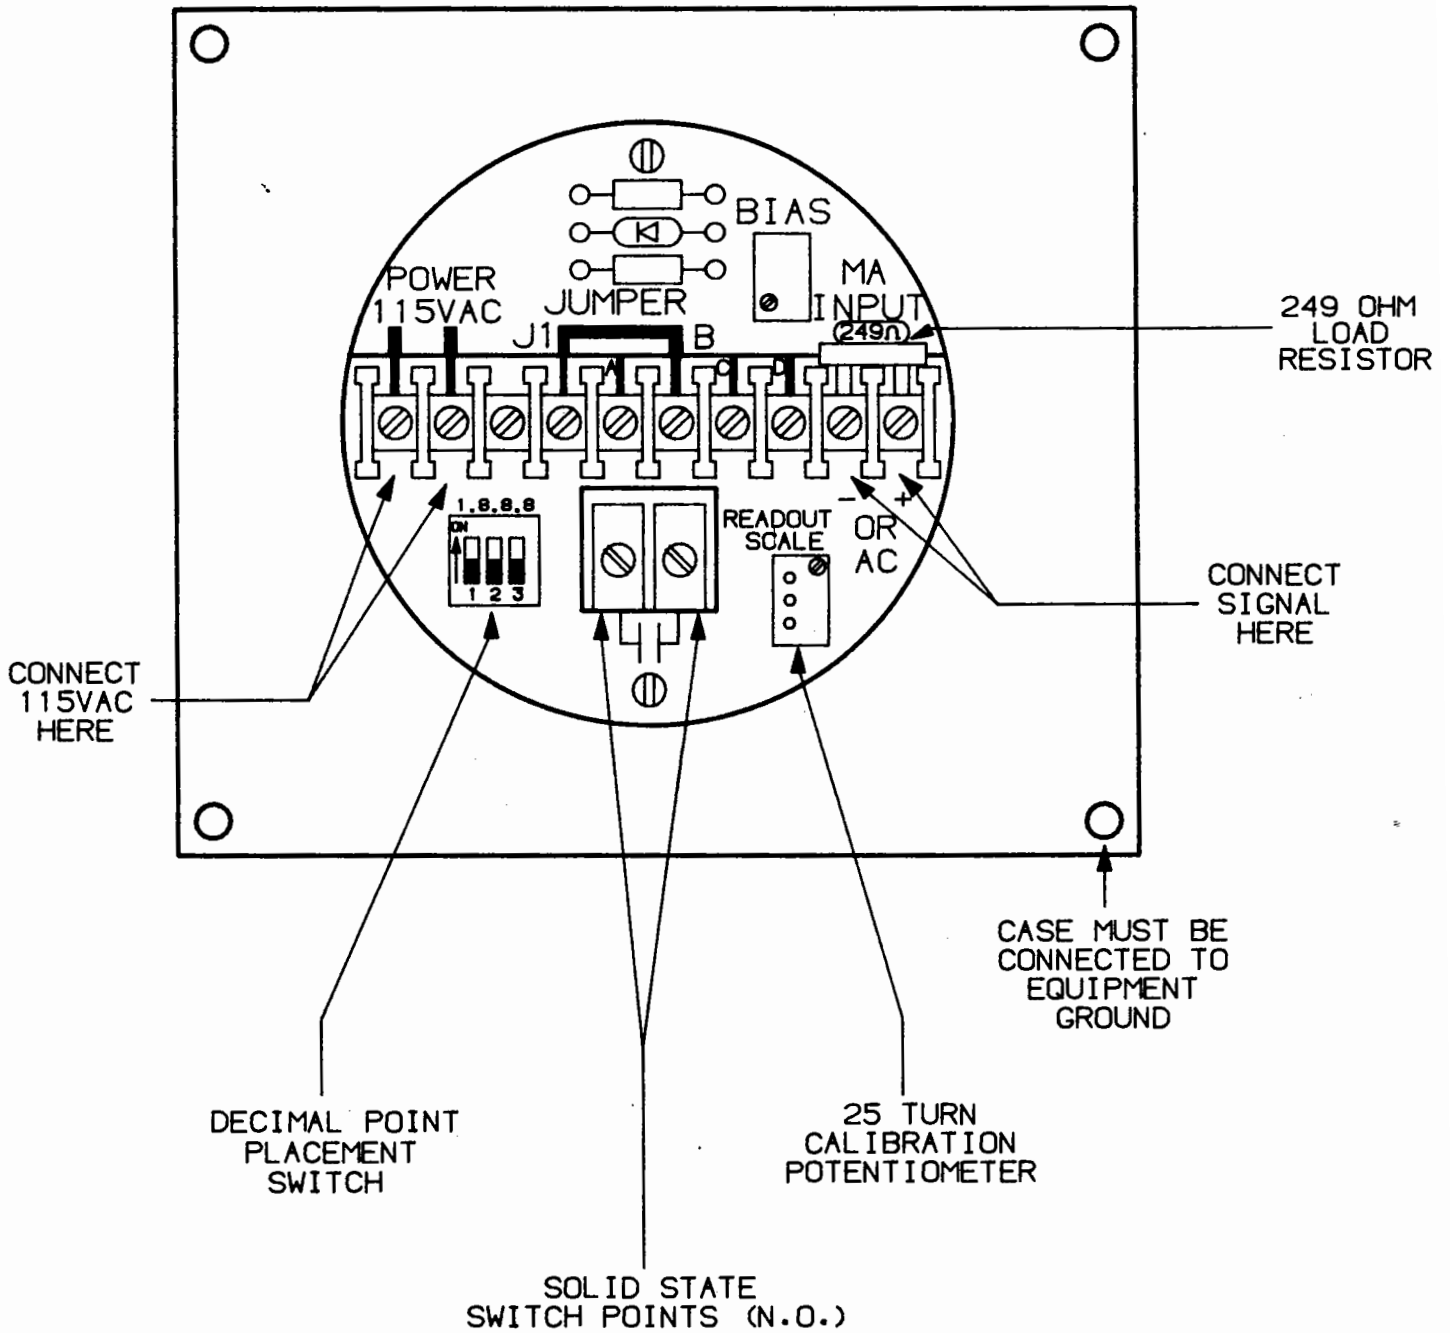 BIAS
POWER
115VAC
JUMPER
MA
INPUT
J1
B
249Ω
249 OHM
LOAD
RESISTOR
A
C
D
1.8.8.8
ON
1 2 3
READOUT
SCALE
- +
OR
AC
CONNECT
SIGNAL
HERE
CONNECT
115VAC
HERE
CASE MUST BE
CONNECTED TO
EQUIPMENT
GROUND
DECIMAL POINT
PLACEMENT
SWITCH
25 TURN
CALIBRATION
POTENTIOMETER
SOLID STATE
SWITCH POINTS (N.O.)